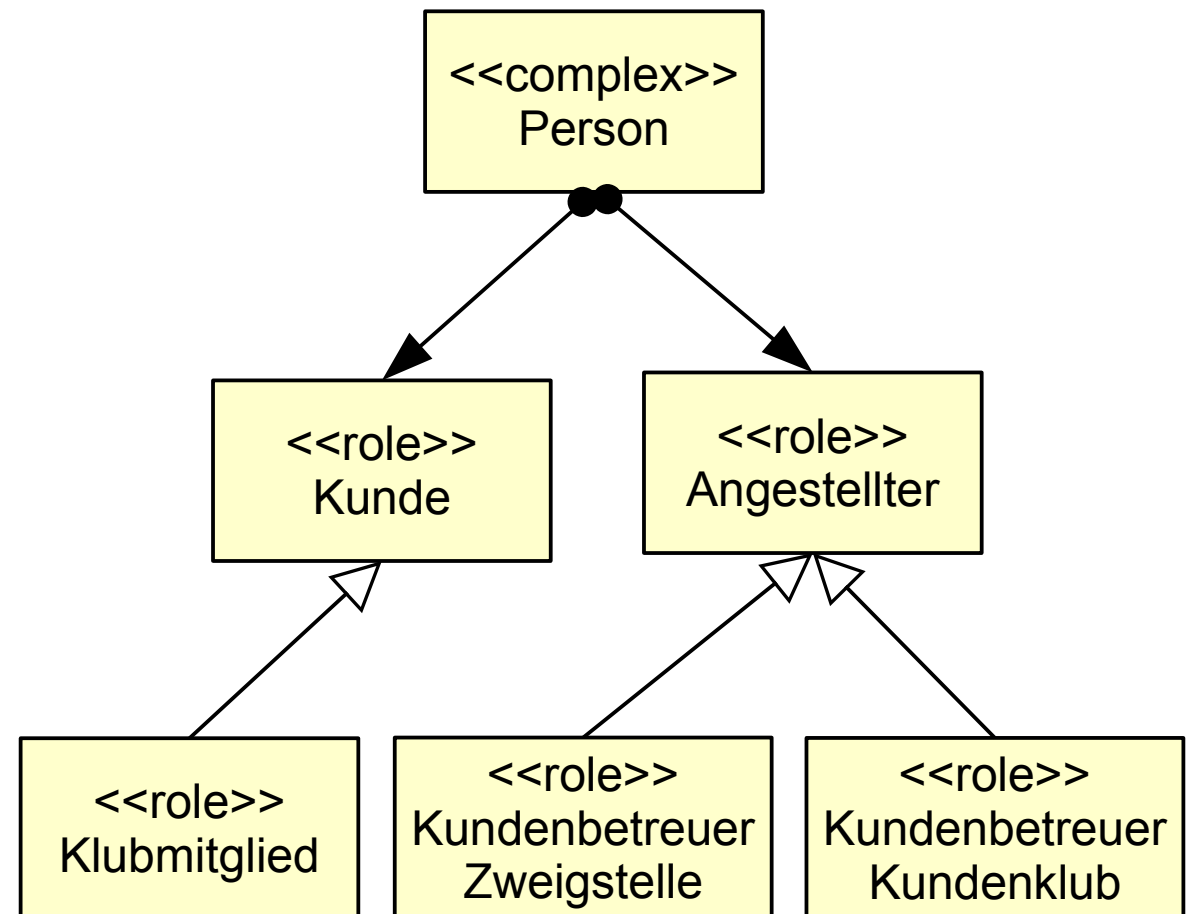 <<complex>>
Person
<<role>>
Kunde
<<role>>
Angestellter
<<role>>
Klubmitglied
<<role>>
Kundenbetreuer
Zweigstelle
<<role>>
Kundenbetreuer
Kundenklub